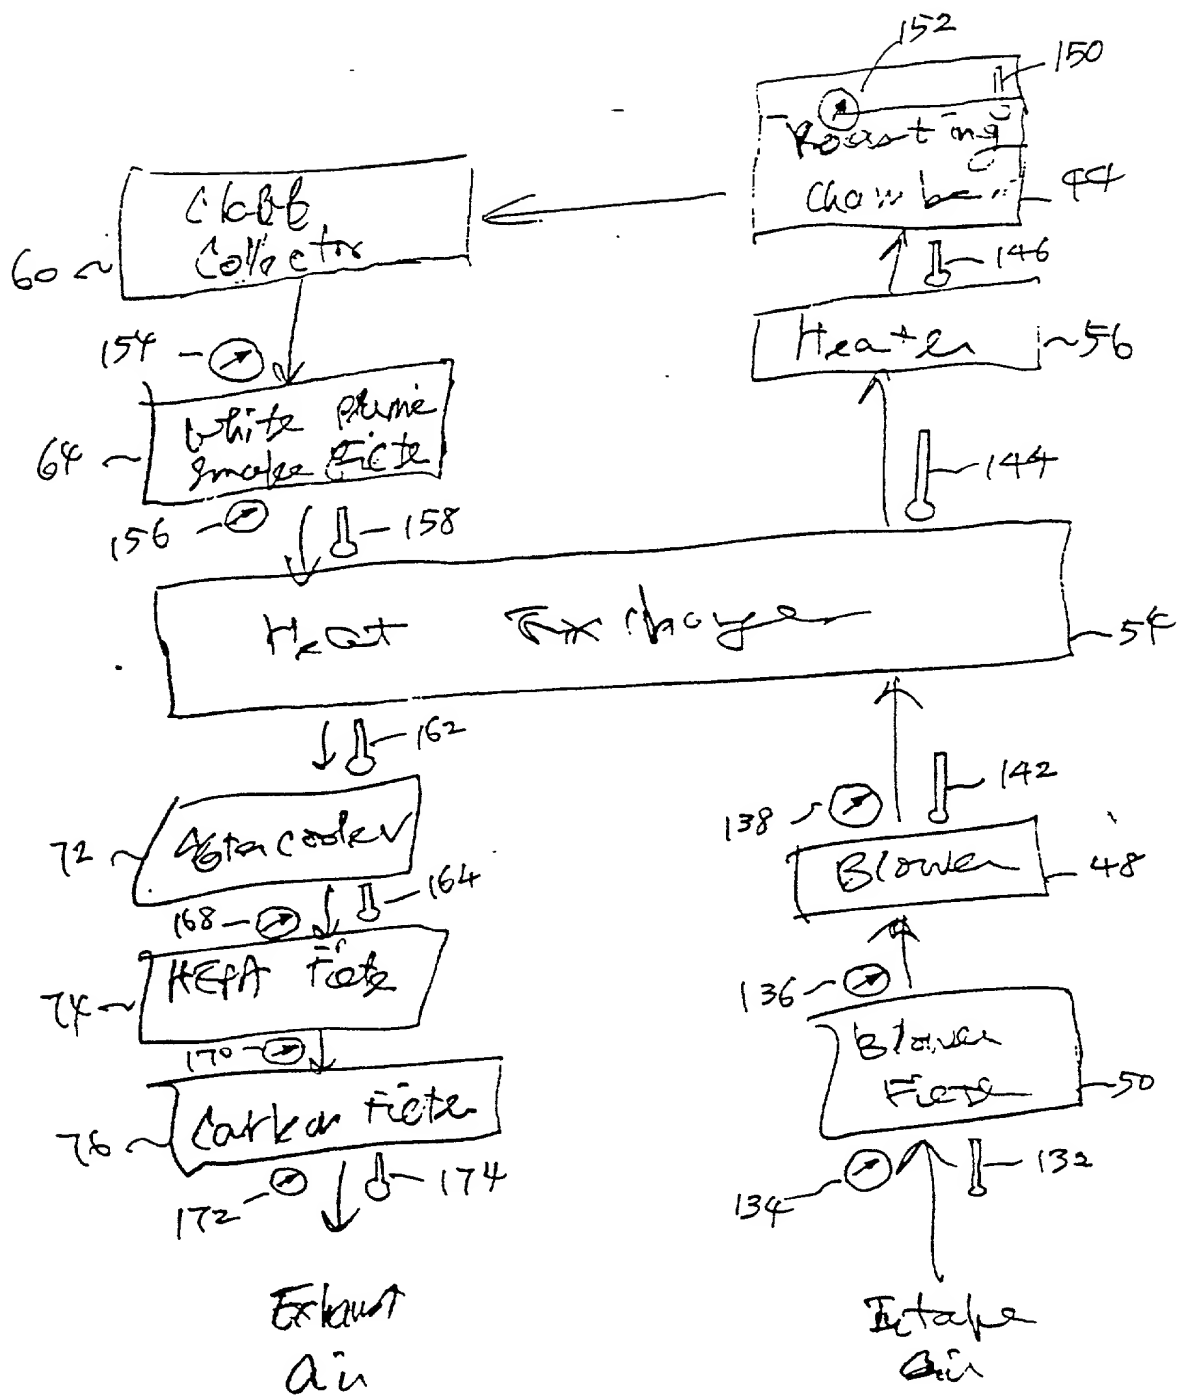 152
150
Roasting
Chamber
44
Chaff
Collector
60
146
Heater
56
154
White plume
smoke Filter
64
144
156
158
Heat Exchanger
54
162
142
138
Aftercooler
72
Blower
48
164
168
HEPA Filter
74
136
170
Blower
Filter
50
Carbon Filter
76
132
134
172
174
Exhaust
Air
Intake
air